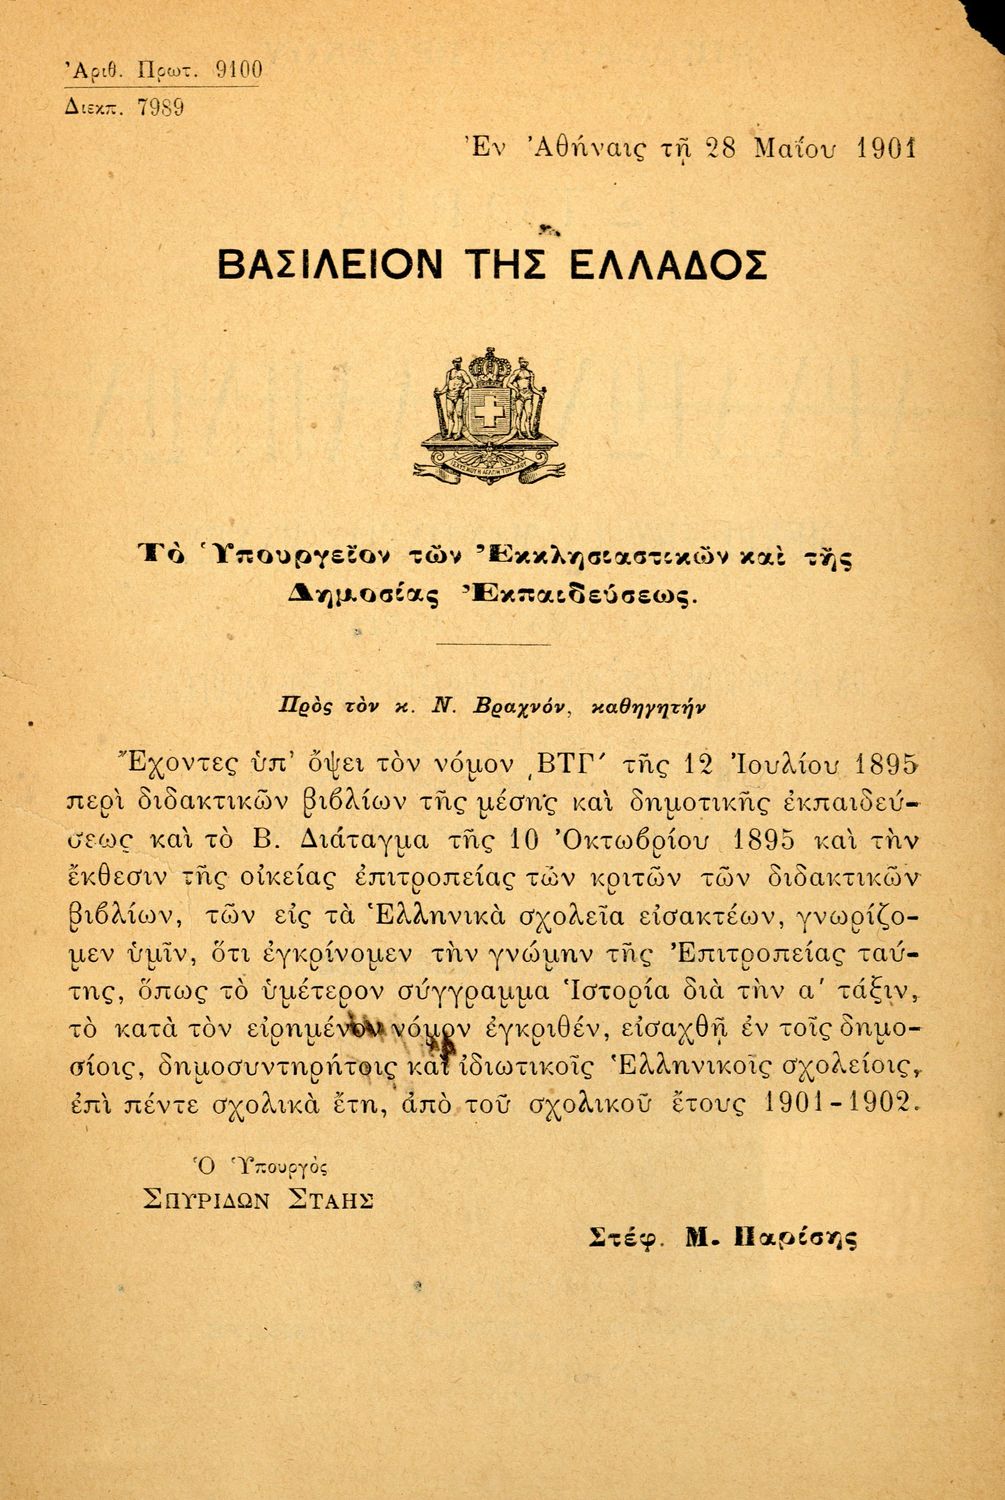 Ἀριθ. Πρωτ. 9100
Διεκπ. 7989
Ἐν Ἀθήναις τῇ 28 Μαΐου 1901
ΒΑΣΙΛΕΙΟΝ ΤΗΣ ΕΛΛΑΔΟΣ
Τὸ Ὑπουργεῖον τῶν Ἐκκλησιαστικῶν καὶ τῆς
Δημοσίας Ἐκπαιδεύσεως.
Πρὸς τὸν κ. Ν. Βραχνόν, καθηγητήν
Ἔχοντες ὑπ' ὄψει τὸν νόμον ͵ΒΤΓ′ τῆς 12 Ἰουλίου 1895
περὶ διδακτικῶν βιβλίων τῆς μέσης καὶ δημοτικῆς ἐκπαιδεύ-
σεως καὶ τὸ Β. Διάταγμα τῆς 10 Ὀκτωβρίου 1895 καὶ τὴν
ἔκθεσιν τῆς οἰκείας ἐπιτροπείας τῶν κριτῶν τῶν διδακτικῶν
βιβλίων, τῶν εἰς τὰ Ἑλληνικὰ σχολεῖα εἰσακτέων, γνωρίζο-
μεν ὑμῖν, ὅτι ἐγκρίνομεν τὴν γνώμην τῆς Ἐπιτροπείας ταύ-
της, ὅπως τὸ ὑμέτερον σύγγραμμα Ἱστορία διὰ τὴν α′ τάξιν,
τὸ κατὰ τὸν εἰρημένον νόμον ἐγκριθέν, εἰσαχθῇ ἐν τοῖς δημο-
σίοις, δημοσυντηρήτοις καὶ ἰδιωτικοῖς Ἑλληνικοῖς σχολείοις,
ἐπὶ πέντε σχολικὰ ἔτη, ἀπὸ τοῦ σχολικοῦ ἔτους 1901-1902.
Ὁ Ὑπουργὸς
ΣΠΥΡΙΔΩΝ ΣΤΑΗΣ
Στέφ. Μ. Παρίσης